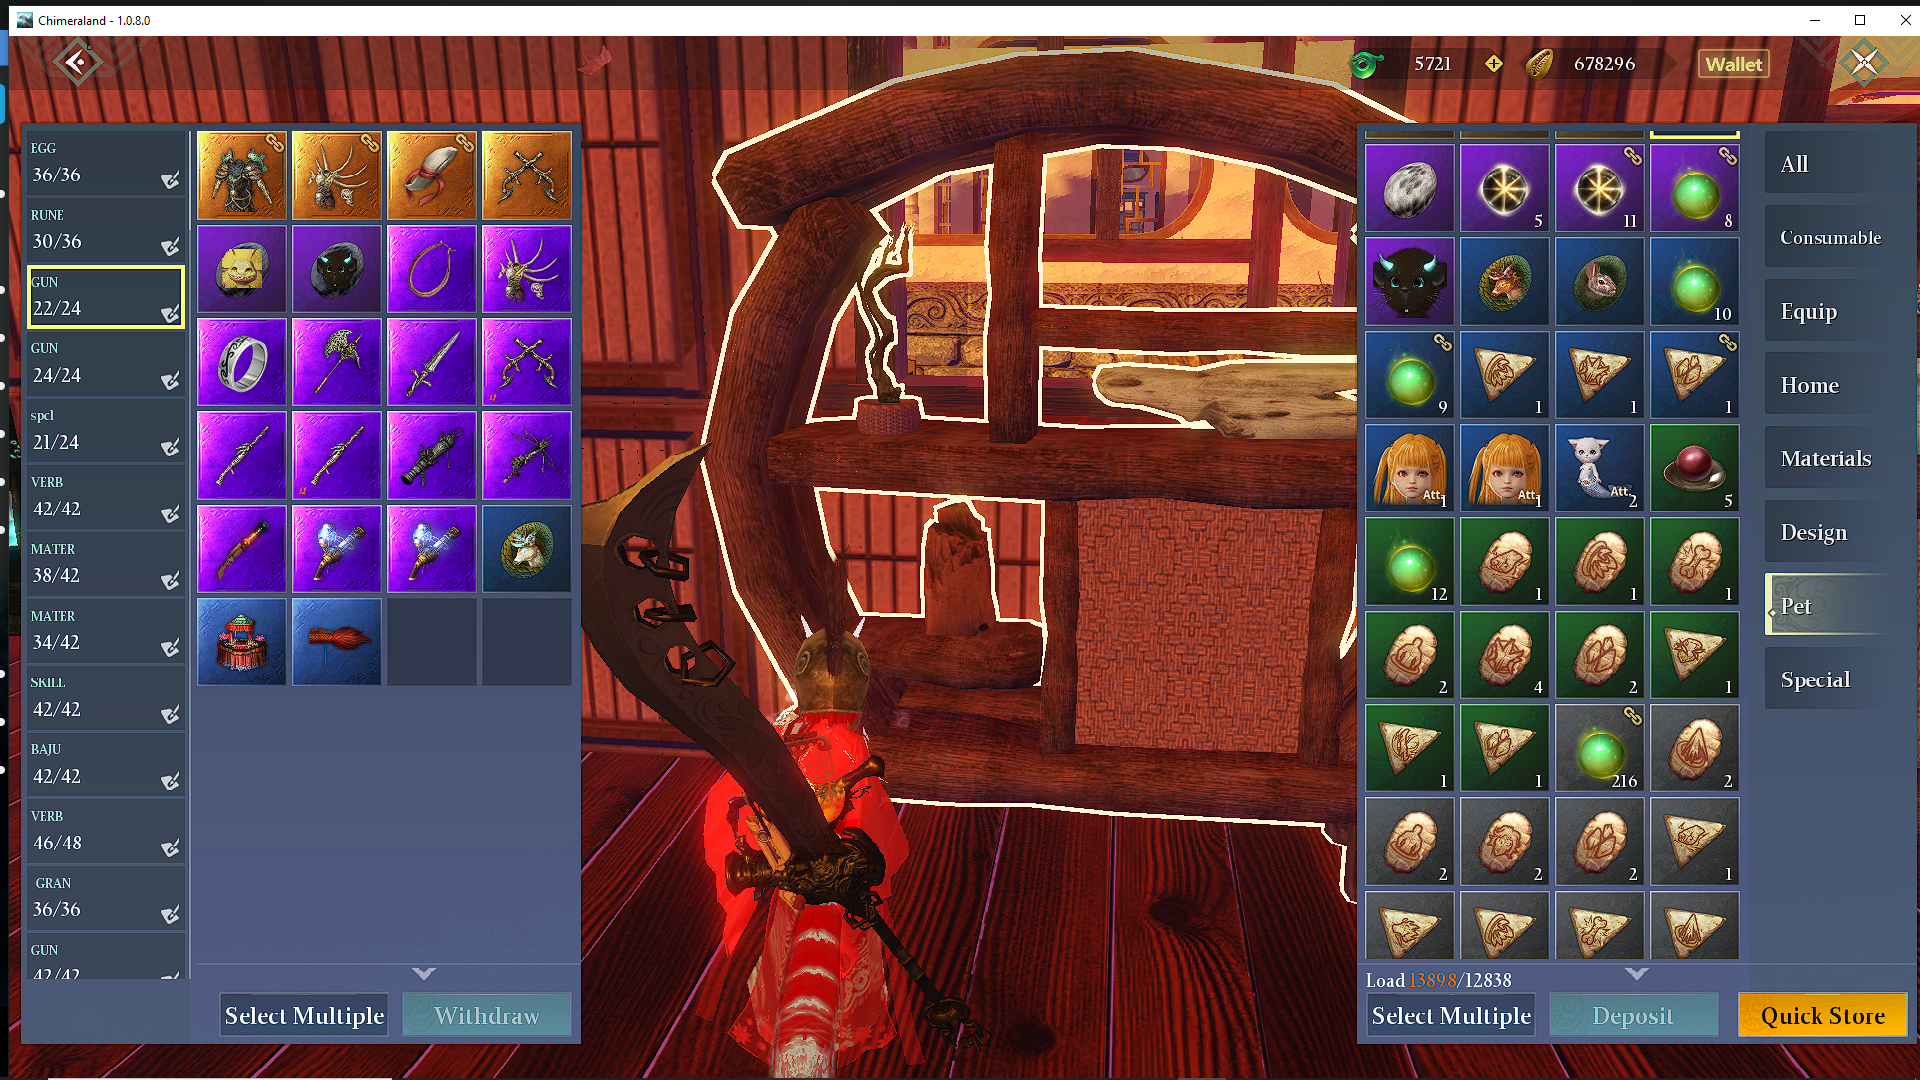 Chimeraland - 1.0.8.0
5721
678296
Wallet
EGG
36/36
RUNE
30/36
GUN
22/24
GUN
24/24
spcl
21/24
VERB
42/42
MATER
38/42
MATER
34/42
SKILL
42/42
BAJU
42/42
VERB
46/48
GRAN
36/36
GUN
42/42
Select Multiple
Withdraw
5
11
8
10
9
1
1
1
Att.
1
Att.
1
Att.
2
5
12
1
1
1
2
4
2
1
1
1
216
2
2
2
2
1
Load 13898/12838
Select Multiple
Deposit
Quick Store
All
Consumable
Equip
Home
Materials
Design
Pet
Special